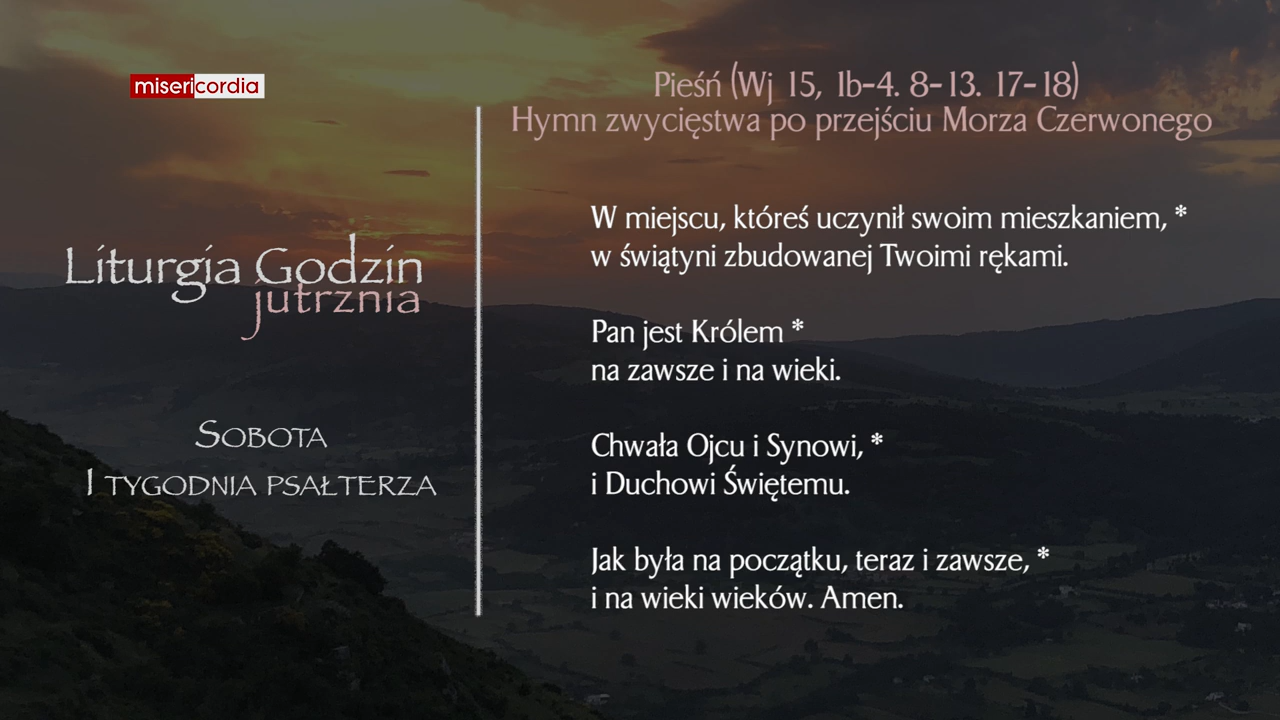 misericordia
Liturgia Godzin
jutrznia
Sobota
I tygodnia psałterza
Pieśń (Wj 15, 1b-4. 8-13. 17-18)
Hymn zwycięstwa po przejściu Morza Czerwonego
W miejscu, któreś uczynił swoim mieszkaniem, *
w świątyni zbudowanej Twoimi rękami.
Pan jest Królem *
na zawsze i na wieki.
Chwała Ojcu i Synowi, *
i Duchowi Świętemu.
Jak była na początku, teraz i zawsze, *
i na wieki wieków. Amen.